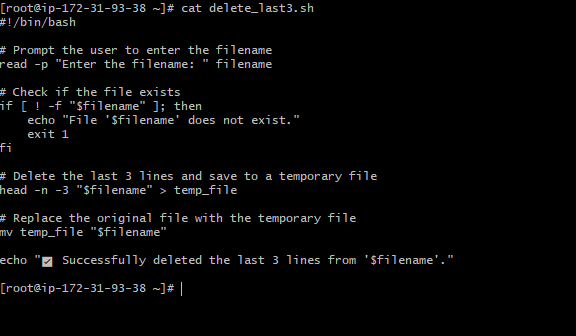 [root@ip-172-31-93-38 ~]# cat delete_last3.sh
#!/bin/bash

# Prompt the user to enter the filename
read -p "Enter the filename: " filename

# Check if the file exists
if [ ! -f "$filename" ]; then
    echo "File '$filename' does not exist."
    exit 1
fi

# Delete the last 3 lines and save to a temporary file
head -n -3 "$filename" > temp_file

# Replace the original file with the temporary file
mv temp_file "$filename"

echo "✅ Successfully deleted the last 3 lines from '$filename'."

[root@ip-172-31-93-38 ~]#